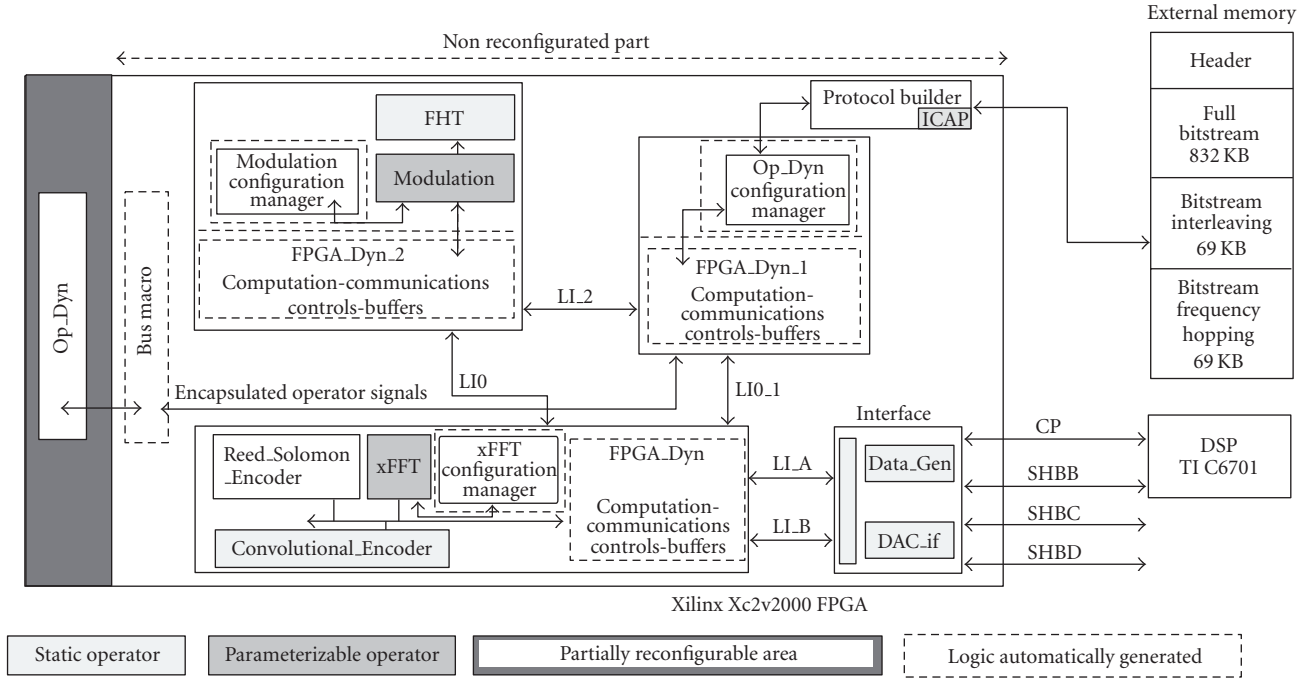 External memory
Non reconfigurated part
Header
Full
bitstream
832 KB
Bitstream
interleaving
69 KB
Bitstream
frequency
hopping
69 KB
Protocol builder
ICAP
FHT
Modulation
configuration
manager
Modulation
Op_Dyn
configuration
manager
FPGA_Dyn_2
Computation-communications
controls-buffers
FPGA_Dyn_1
Computation-
communications
controls-buffers
LI_2
Op_Dyn
Bus macro
LI0
LI0_1
Encapsulated operator signals
Interface
Reed_Solomon
_Encoder
xFFT
xFFT
configuration
manager
FPGA_Dyn
Computation-
communications
controls-buffers
Convolutional_Encoder
LI_A
LI_B
Data_Gen
DAC_if
CP
SHBB
SHBC
SHBD
DSP
TI C6701
Xilinx Xc2v2000 FPGA
Static operator
Parameterizable operator
Partially reconfigurable area
Logic automatically generated